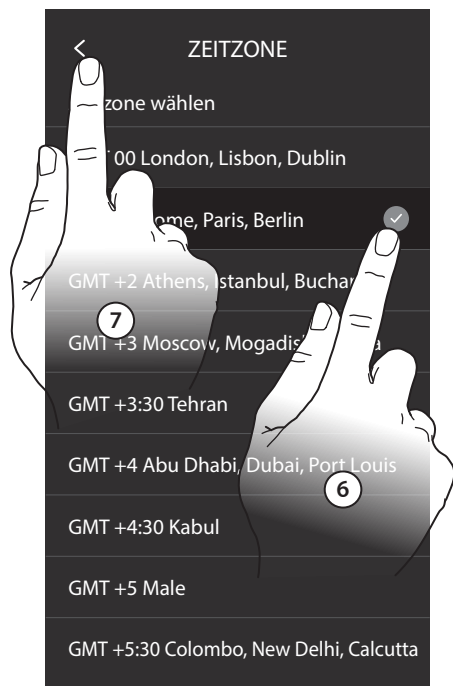 ZEITZONE
zone wählen
00 London, Lisbon, Dublin
ome, Paris, Berlin
GMT +2 Athens, Istanbul, Buchar
7
GMT +3 Moscow, Mogadis
GMT +3:30 Tehran
GMT +4 Abu Dhabi, Dubai, Port Louis
6
GMT +4:30 Kabul
GMT +5 Male
GMT +5:30 Colombo, New Delhi, Calcutta